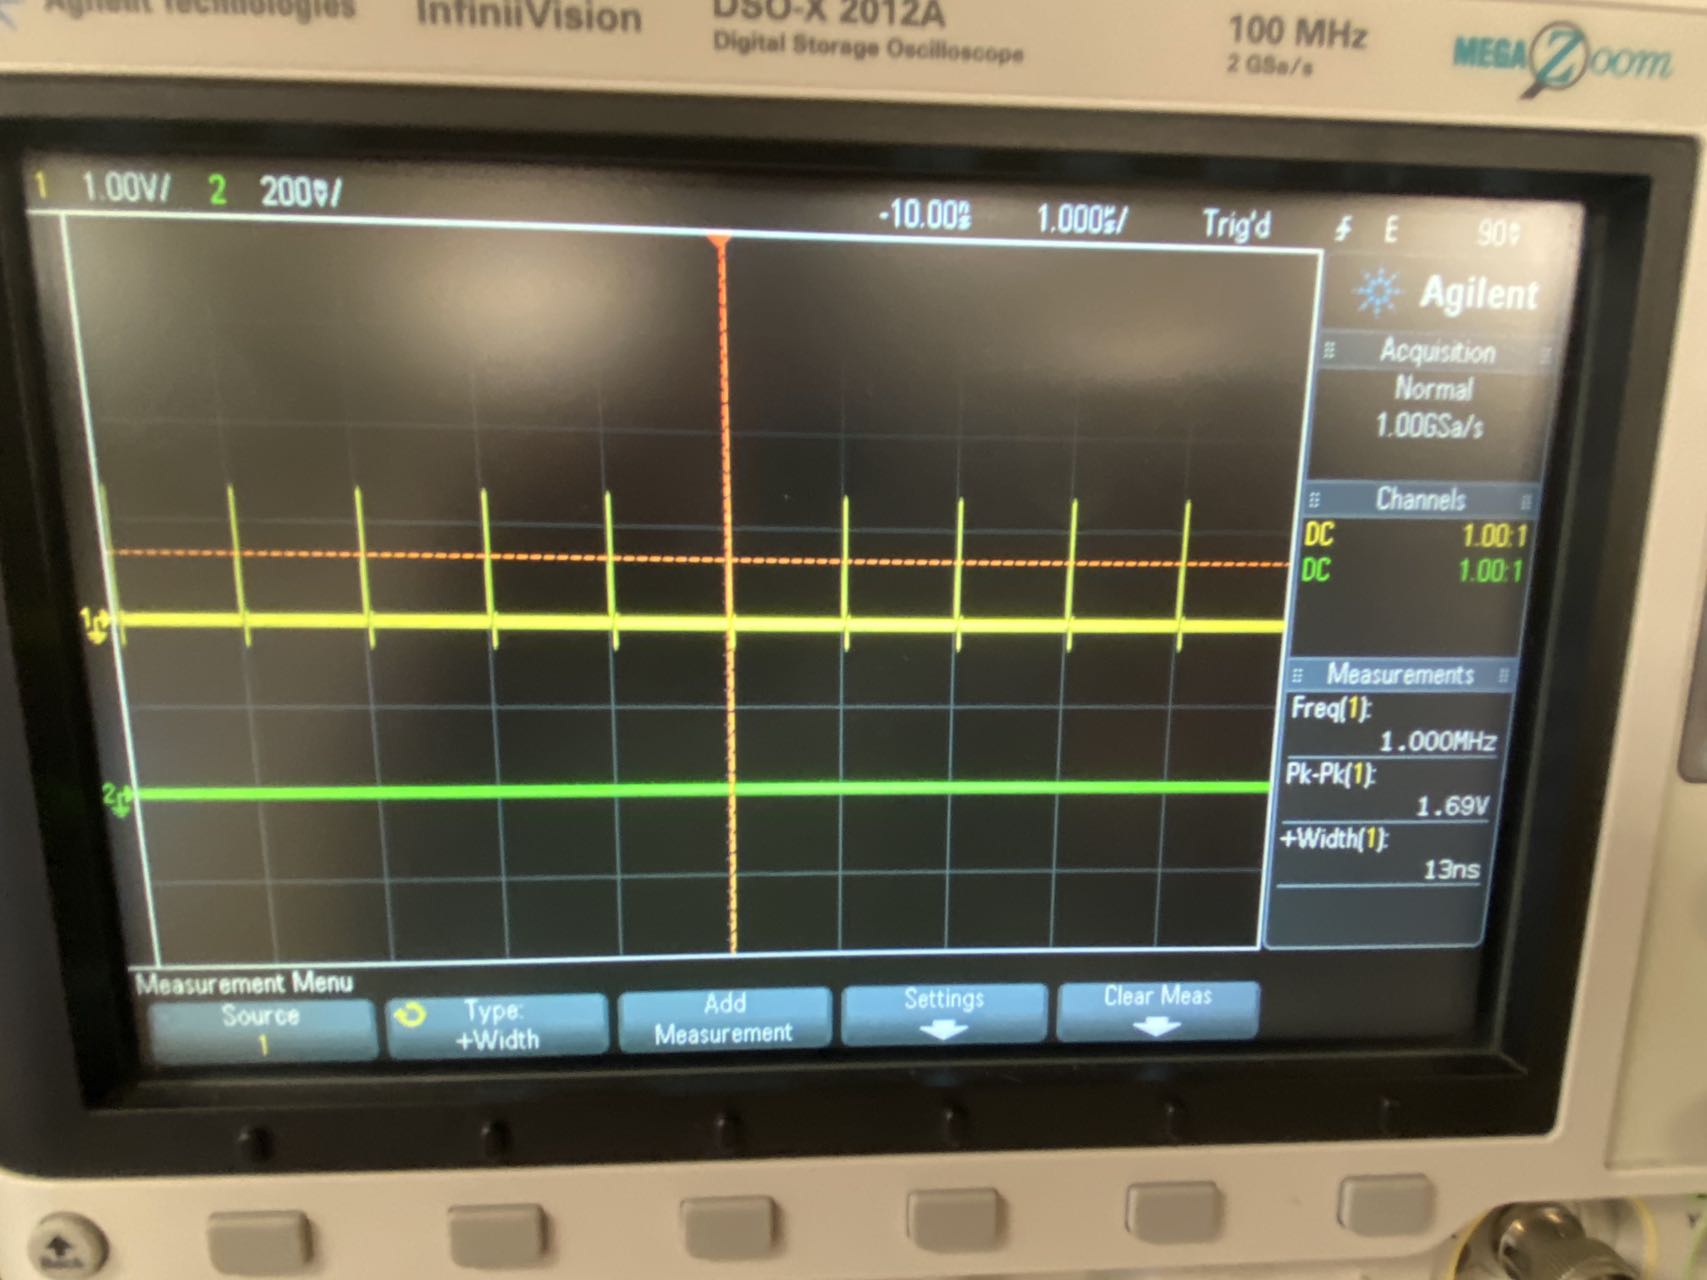 Agilent Technologies InfiniiVision DSO-X 2012A
Digital Storage Oscilloscope
100 MHz
2 GSa/s
MEGA Zoom
1 1.00V/ 2 200mV/ -10.00ns 1.000us/ Trig'd E 90%
Agilent
Acquisition
Normal
1.00GSa/s
Channels
DC 1.00:1
DC 1.00:1
Measurements
Freq(1):
1.000MHz
Pk-Pk(1):
1.69V
+Width(1):
13ns
1
2
Measurement Menu
Source
1
Type:
+Width
Add
Measurement
Settings
Clear Meas
Back